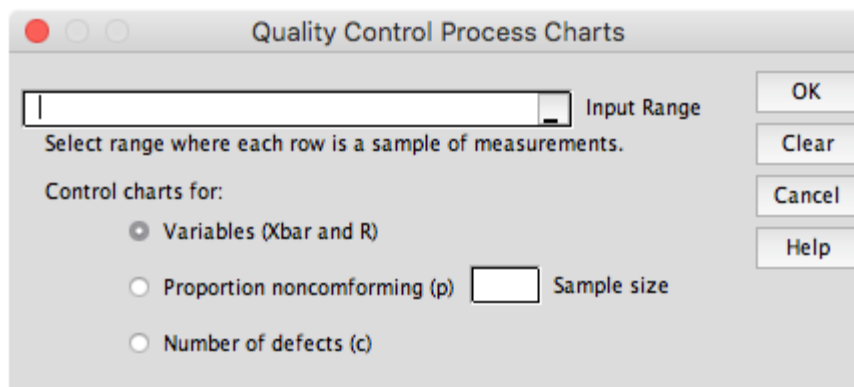 Quality Control Process Charts
Input Range
OK
Select range where each row is a sample of measurements.
Clear
Control charts for:
Cancel
Variables (Xbar and R)
Help
Proportion noncomforming (p)
Sample size
Number of defects (c)